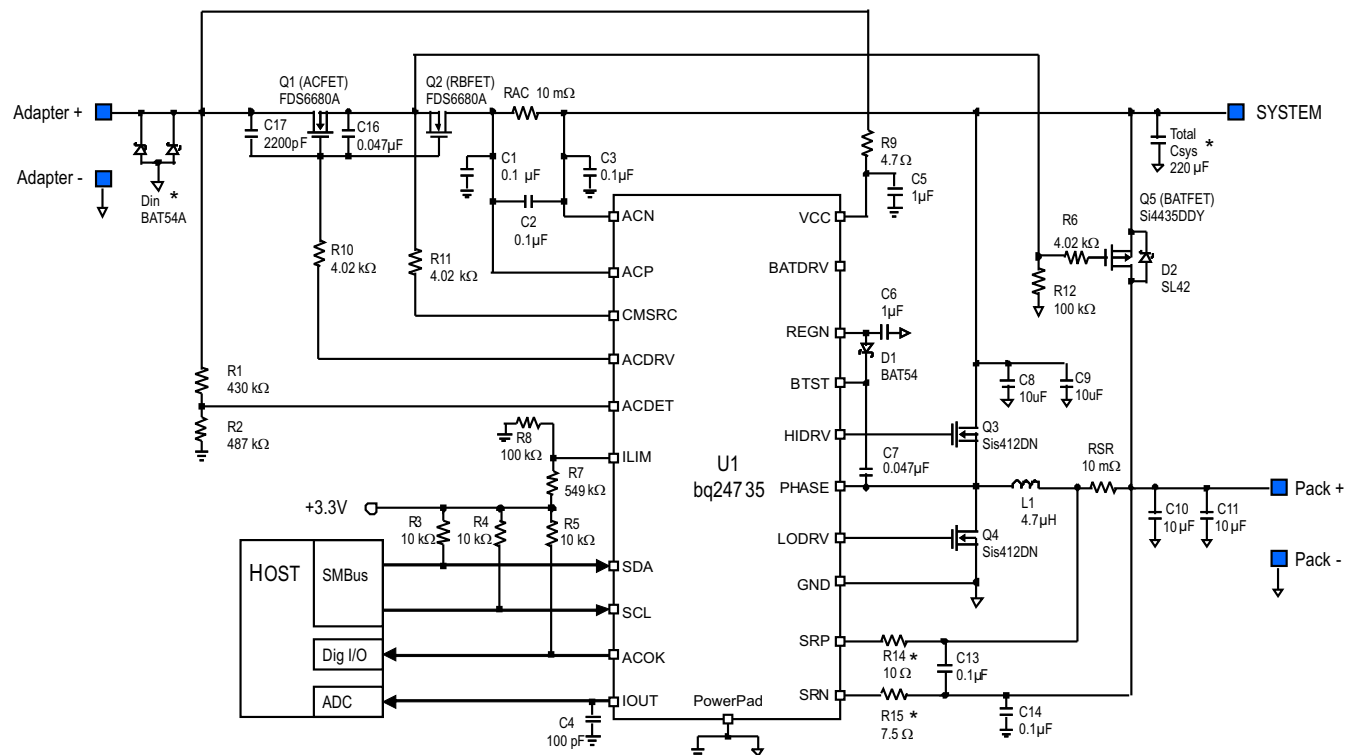 Adapter +
Adapter -
Din *
BAT54A
C17
2200pF
Q1 (ACFET)
FDS6680A
C16
0.047µF
Q2 (RBFET)
FDS6680A
RAC 10 mΩ
C1
0.1 µF
C3
0.1µF
C2
0.1µF
R10
4.02 kΩ
R11
4.02 kΩ
R1
430 kΩ
R2
487 kΩ
R8
100 kΩ
R7
549 kΩ
+3.3V
R3
10 kΩ
R4
10 kΩ
R5
10 kΩ
HOST
SMBus
Dig I/O
ADC
C4
100 pF
ACN
ACP
CMSRC
ACDRV
ACDET
ILIM
SDA
SCL
ACOK
IOUT
U1
bq24735
PowerPad
VCC
BATDRV
REGN
BTST
HIDRV
PHASE
LODRV
GND
SRP
SRN
R9
4.7Ω
C5
1µF
C6
1µF
D1
BAT54
C7
0.047µF
Q3
Sis412DN
Q4
Sis412DN
C8
10uF
C9
10uF
L1
4.7µH
RSR
10mΩ
R14 *
10 Ω
R15 *
7.5 Ω
C13
0.1µF
C14
0.1µF
R6
4.02 kΩ
R12
100 kΩ
Q5 (BATFET)
Si4435DDY
D2
SL42
Total *
Csys
220 µF
SYSTEM
C10
10 µF
C11
10 µF
Pack +
Pack -